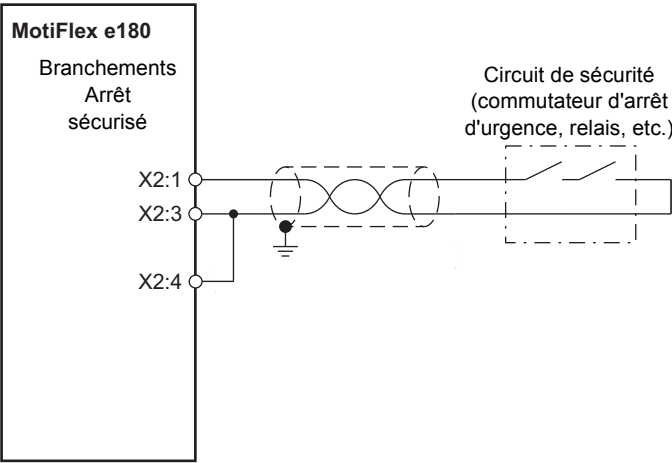 MotiFlex e180
Branchements
Arrêt
sécurisé
Circuit de sécurité
(commutateur d'arrêt
d'urgence, relais, etc.)
X2:1
X2:3
X2:4